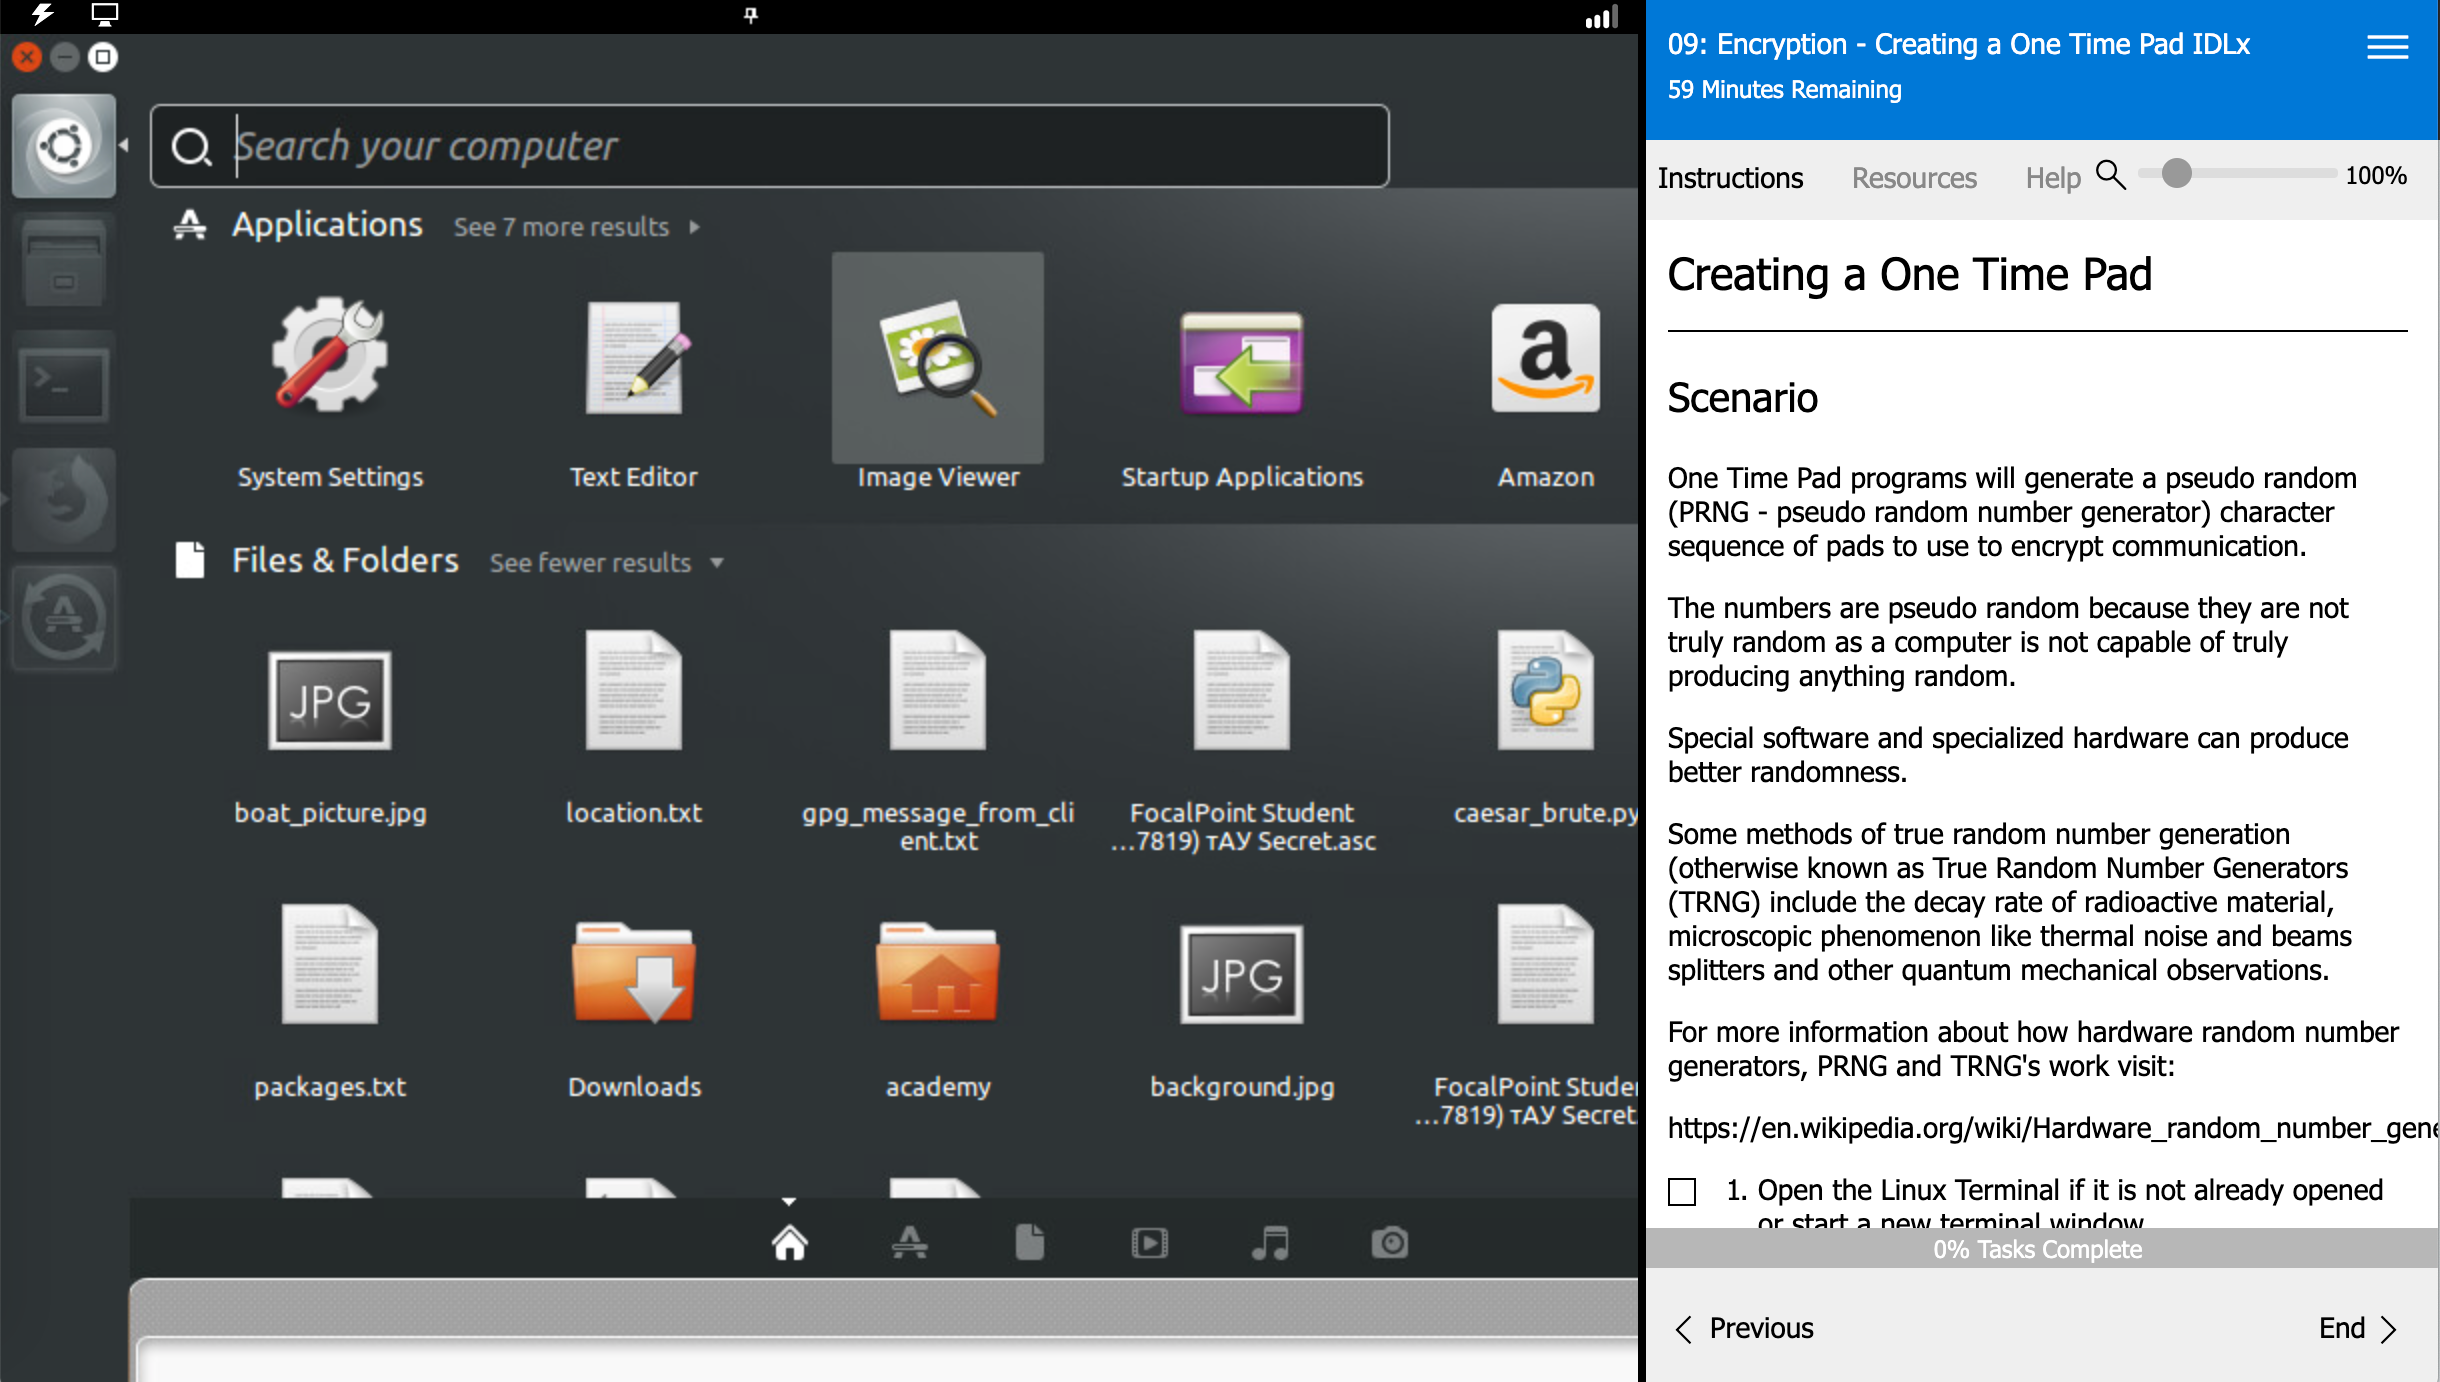 Search your computer
Applications See 7 more results
System Settings
Text Editor
Image Viewer
Startup Applications
Amazon
Files & Folders See fewer results
JPG
boat_picture.jpg
location.txt
gpg_message_from_cli
ent.txt
FocalPoint Student
...7819) тАУ Secret.asc
caesar_brute.py
packages.txt
Downloads
academy
JPG
background.jpg
FocalPoint Studen
...7819) тАУ Secret.
09: Encryption - Creating a One Time Pad IDLx
59 Minutes Remaining
Instructions Resources Help 100%
Creating a One Time Pad
Scenario
One Time Pad programs will generate a pseudo random
(PRNG - pseudo random number generator) character
sequence of pads to use to encrypt communication.
The numbers are pseudo random because they are not
truly random as a computer is not capable of truly
producing anything random.
Special software and specialized hardware can produce
better randomness.
Some methods of true random number generation
(otherwise known as True Random Number Generators
(TRNG) include the decay rate of radioactive material,
microscopic phenomenon like thermal noise and beams
splitters and other quantum mechanical observations.
For more information about how hardware random number
generators, PRNG and TRNG's work visit:
https://en.wikipedia.org/wiki/Hardware_random_number_gene
1. Open the Linux Terminal if it is not already opened
or start a new terminal window
0% Tasks Complete
Previous
End